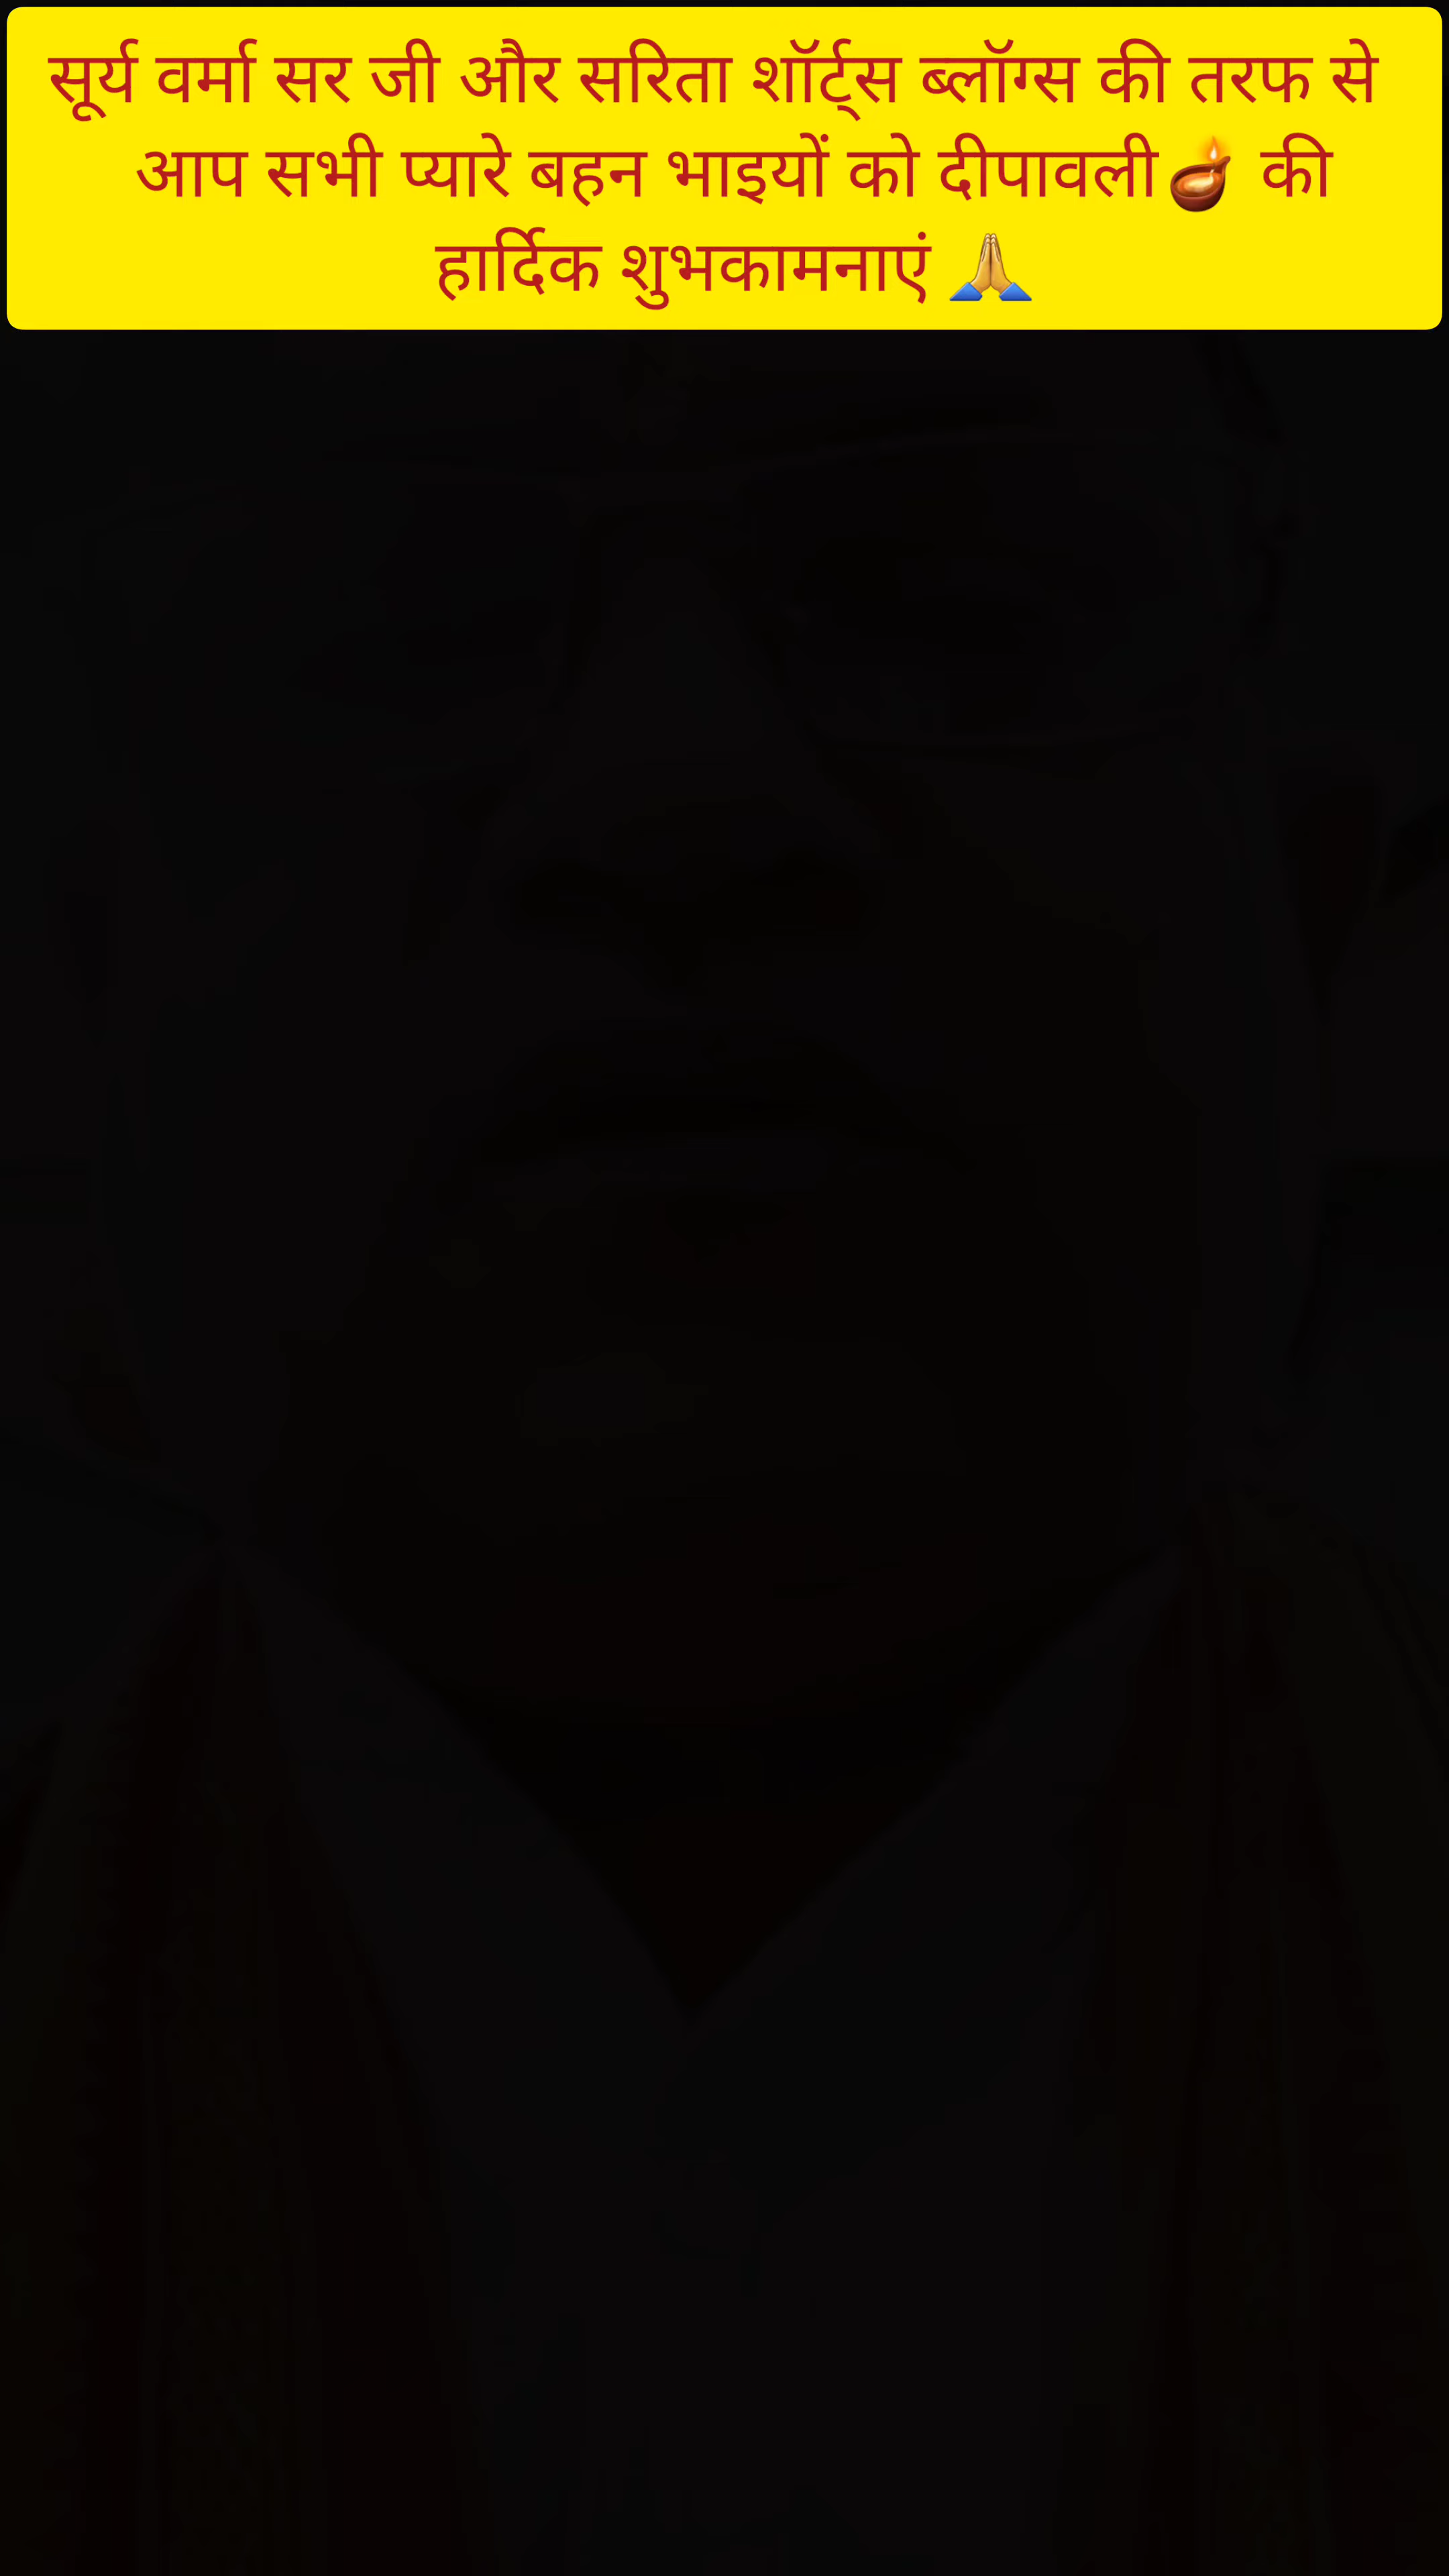 सूर्य वर्मा सर जी और सरिता शॉर्ट्स ब्लॉग्स की तरफ से
आप सभी प्यारे बहन भाइयों को दीपावली🪔 की
हार्दिक शुभकामनाएं 🙏